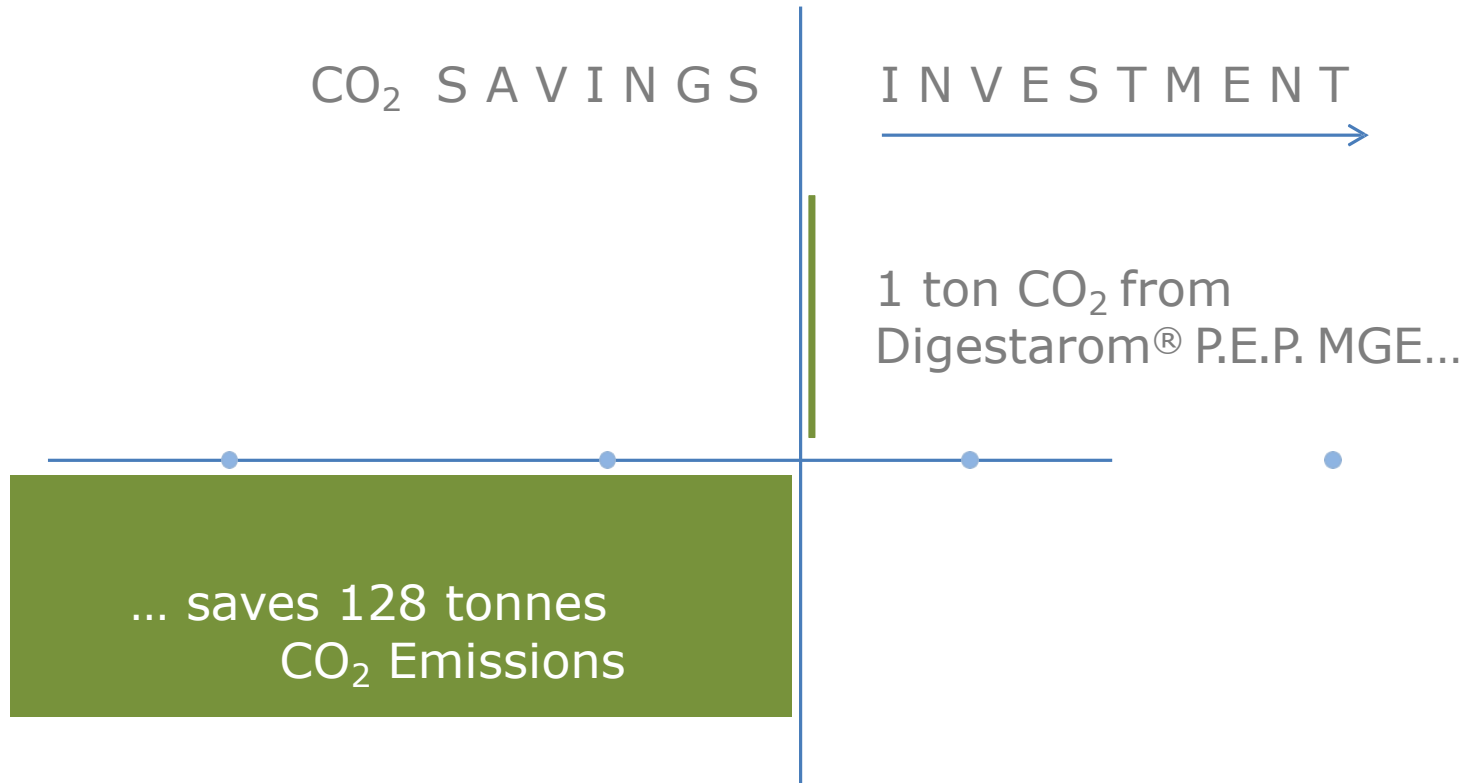 CO₂ SAVINGS
INVESTMENT
1 ton CO₂ from
Digestarom® P.E.P. MGE…
… saves 128 tonnes
CO₂ Emissions